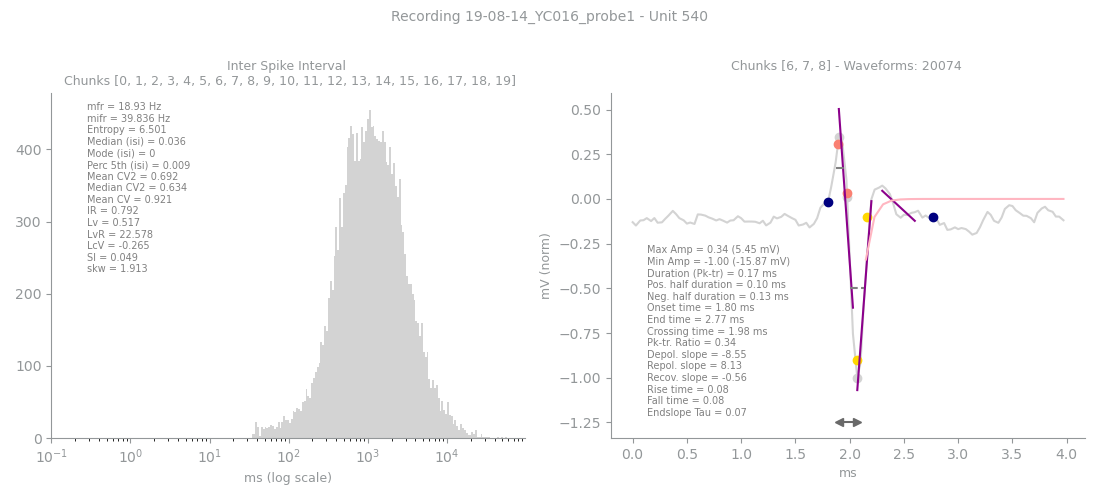 Recording 19-08-14_YC016_probe1 - Unit 540
Inter Spike Interval
Chunks [0, 1, 2, 3, 4, 5, 6, 7, 8, 9, 10, 11, 12, 13, 14, 15, 16, 17, 18, 19]
mfr = 18.93 Hz
mifr = 39.836 Hz
Entropy = 6.501
Median (isi) = 0.036
Mode (isi) = 0
Perc 5th (isi) = 0.009
Mean CV2 = 0.692
Median CV2 = 0.634
Mean CV = 0.921
IR = 0.792
Lv = 0.517
LvR = 22.578
LcV = -0.265
SI = 0.049
skw = 1.913
400
300
200
100
0
10⁻¹ 10⁰ 10¹ 10² 10³ 10⁴
ms (log scale)
Chunks [6, 7, 8] - Waveforms: 20074
0.50
0.25
0.00
−0.25
−0.50
−0.75
−1.00
−1.25
mV (norm)
Max Amp = 0.34 (5.45 mV)
Min Amp = -1.00 (-15.87 mV)
Duration (Pk-tr) = 0.17 ms
Pos. half duration = 0.10 ms
Neg. half duration = 0.13 ms
Onset time = 1.80 ms
End time = 2.77 ms
Crossing time = 1.98 ms
Pk-tr. Ratio = 0.34
Depol. slope = -8.55
Repol. slope = 8.13
Recov. slope = -0.56
Rise time = 0.08
Fall time = 0.08
Endslope Tau = 0.07
0.0 0.5 1.0 1.5 2.0 2.5 3.0 3.5 4.0
ms